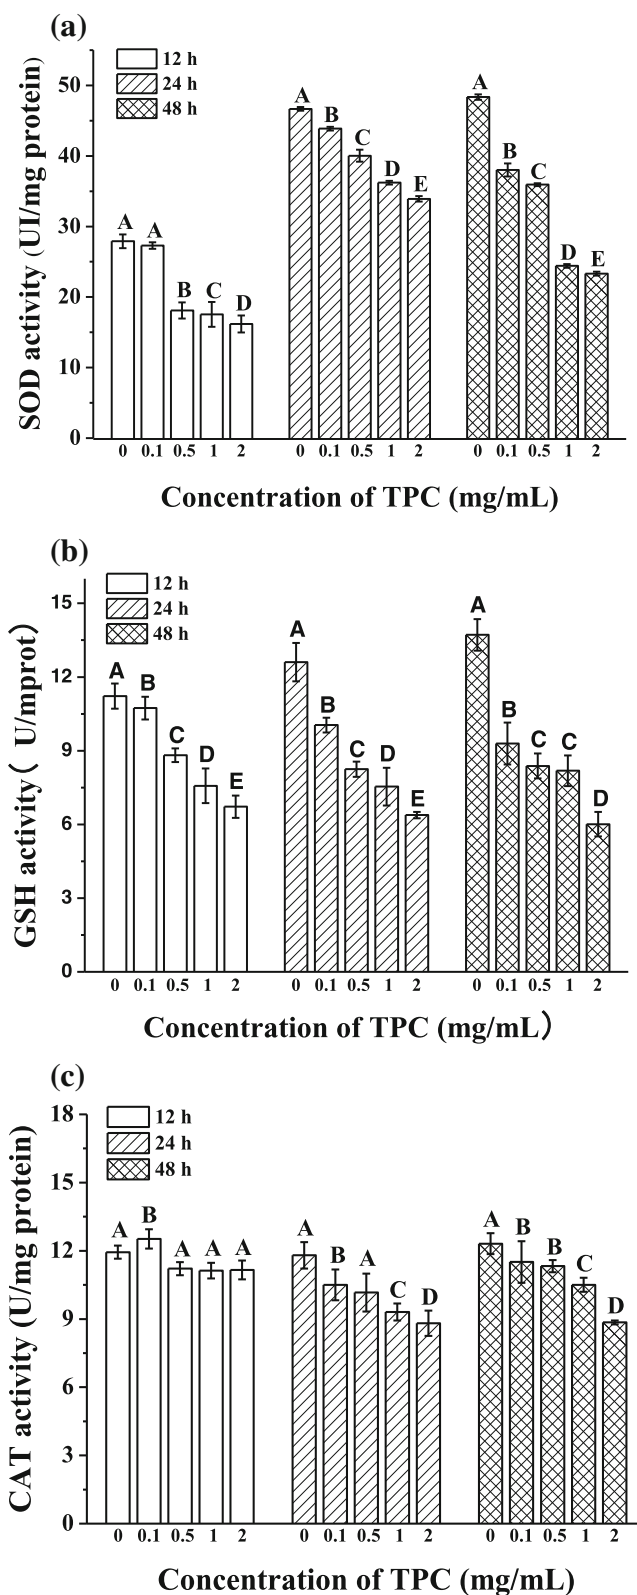 (a)
SOD activity (UI/mg protein)
50
40
30
20
10
0
12 h
24 h
48 h
A A B C D
A B C D E
A B C D E
0 0.1 0.5 1 2 0 0.1 0.5 1 2 0 0.1 0.5 1 2
Concentration of TPC (mg/mL)
(b)
GSH activity( U/mprot)
15
12
9
6
3
0
12 h
24 h
48 h
A B C D E
A B C D E
A B C C D
0 0.1 0.5 1 2 0 0.1 0.5 1 2 0 0.1 0.5 1 2
Concentration of TPC (mg/mL)
(c)
CAT activity (U/mg protein)
18
15
12
9
6
3
0
12 h
24 h
48 h
A B A A A
A B A C D
A B B C D
0 0.1 0.5 1 2 0 0.1 0.5 1 2 0 0.1 0.5 1 2
Concentration of TPC (mg/mL)